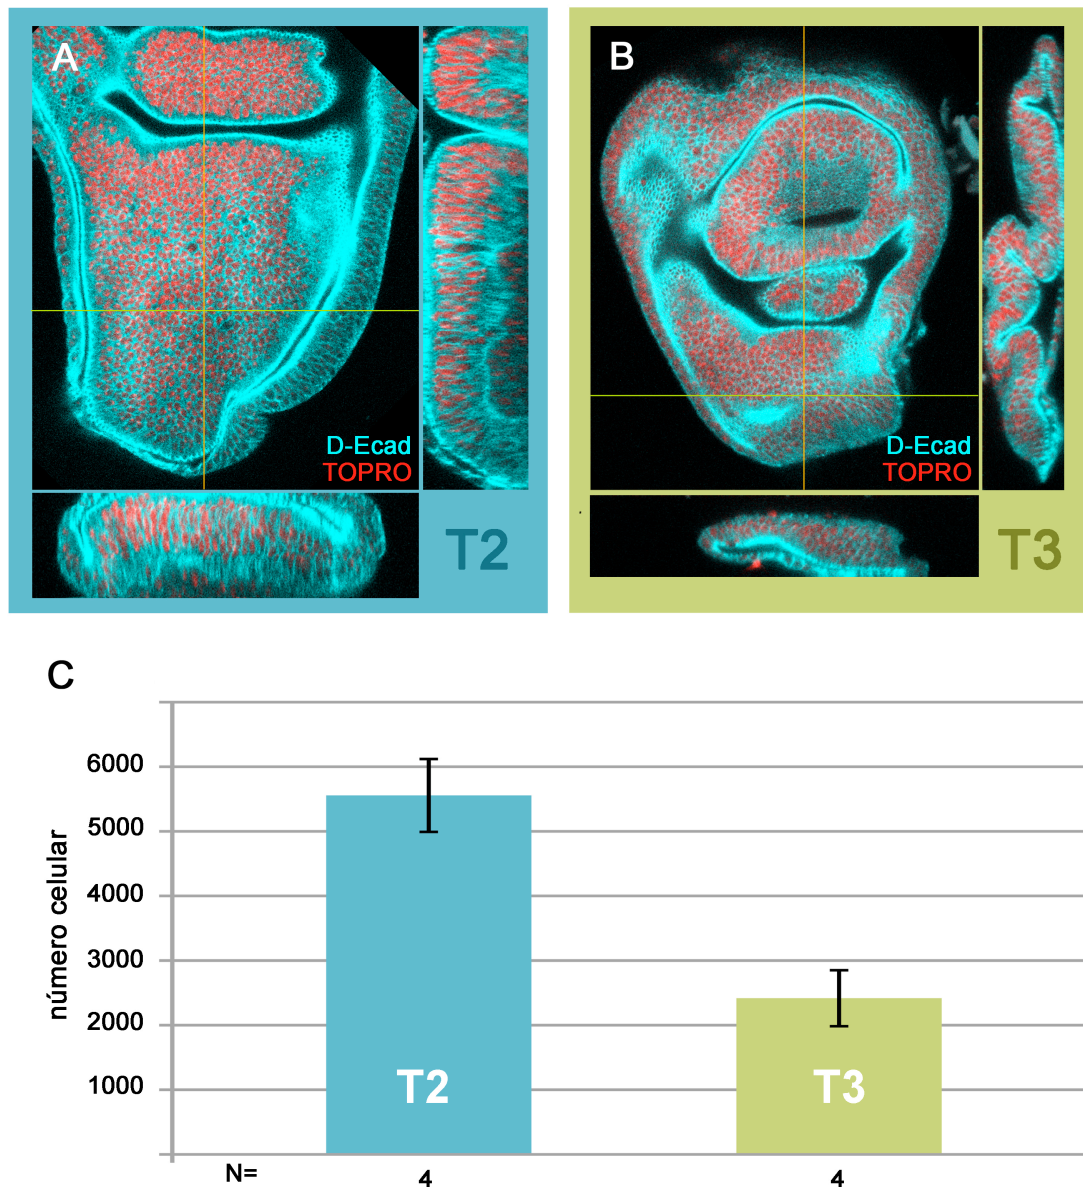 A
D-Ecad
TOPRO
T2
B
D-Ecad
TOPRO
T3
C
número celular
6000
5000
4000
3000
2000
1000
T2
T3
N= 4 4